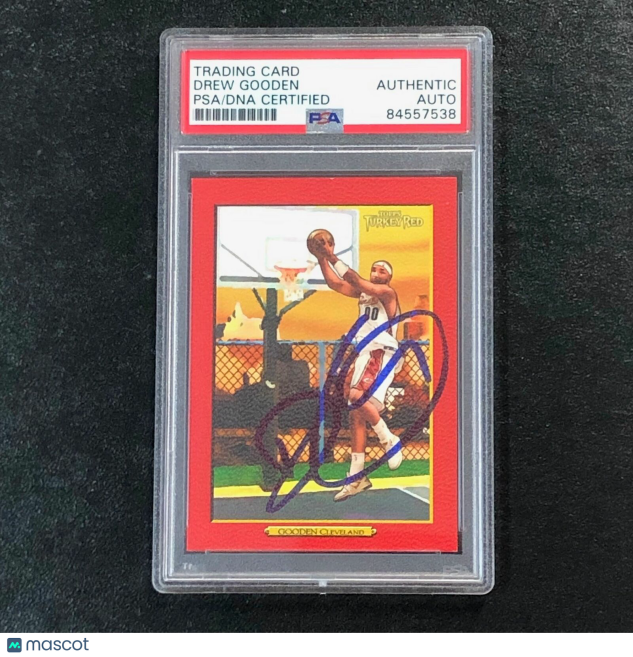 TRADING CARD
DREW GOODEN
PSA/DNA CERTIFIED
AUTHENTIC
AUTO
84557538
PSA
TOPPS
TURKEY RED
00
GOODEN CLEVELAND
mascot